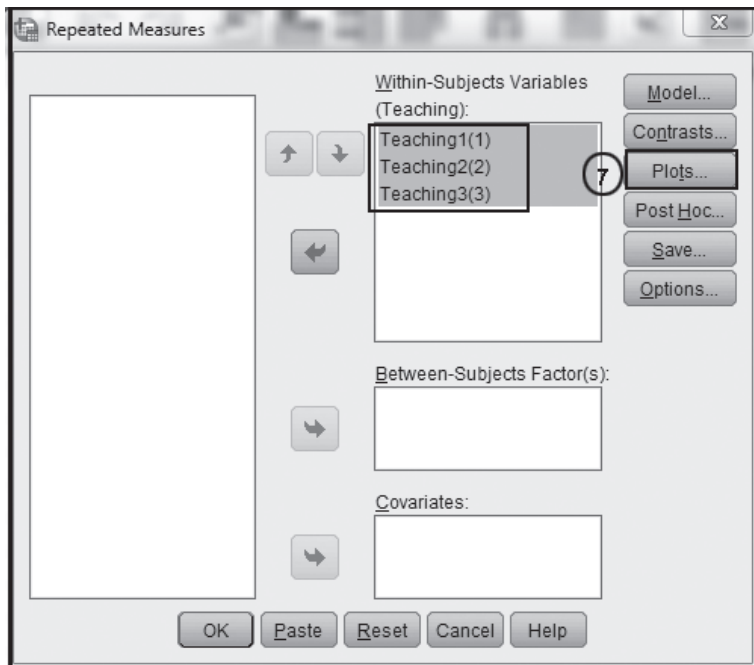 Repeated Measures
Within-Subjects Variables
(Teaching):
Teaching1(1)
Teaching2(2)
Teaching3(3)
7
Model...
Contrasts...
Plots...
Post Hoc...
Save...
Options...
Between-Subjects Factor(s):
Covariates:
OK
Paste
Reset
Cancel
Help